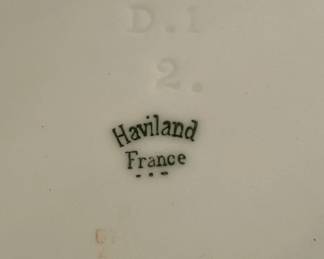 D.1
2.
Haviland
France